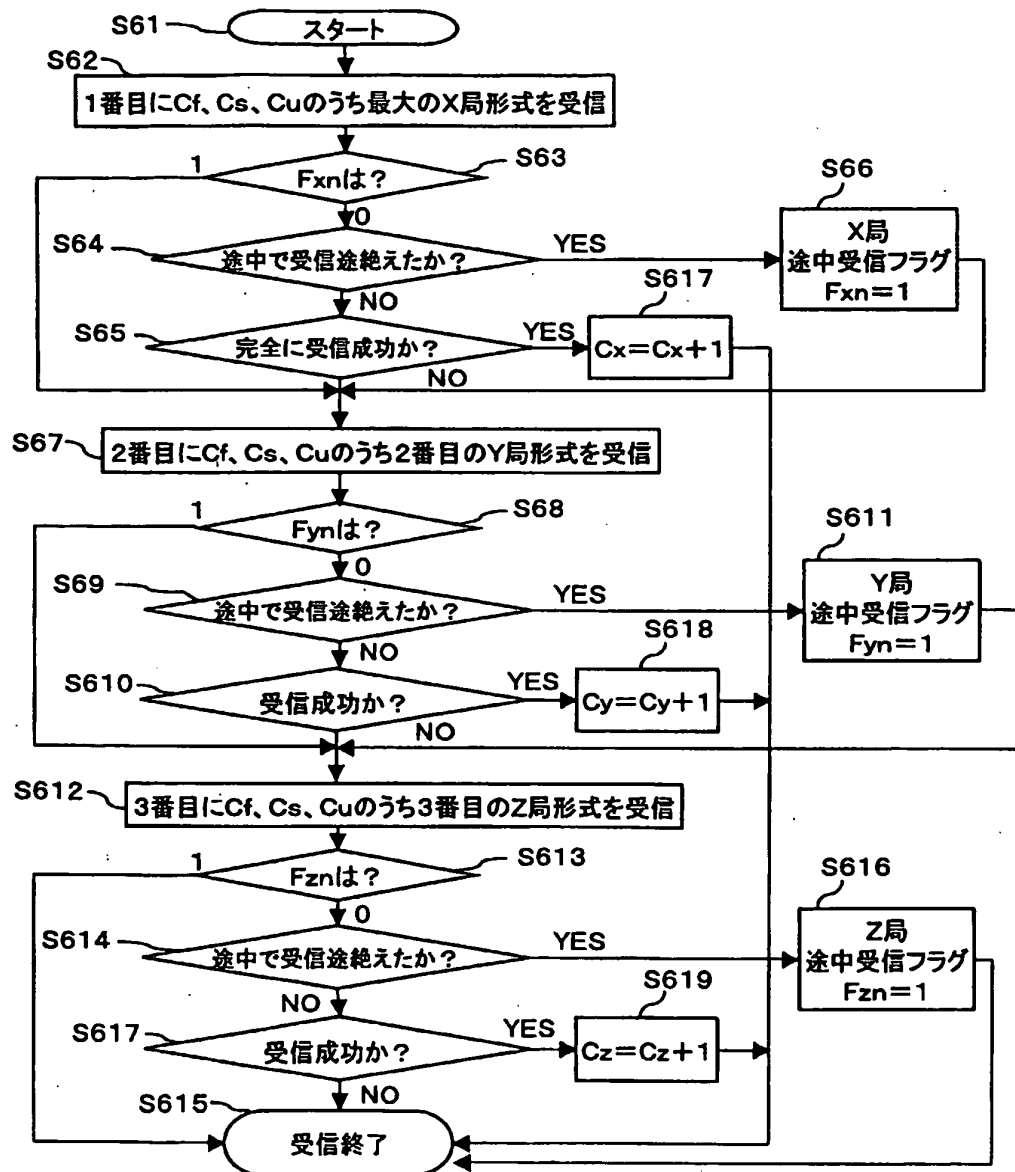 S61
スタート
S62
1番目にCf、Cs、Cuのうち最大のX局形式を受信
S63
1
Fxnは?
0
S64
途中で受信途絶えたか?
YES
S66
X局
途中受信フラグ
Fxn=1
NO
S65
完全に受信成功か?
YES
S617
Cx=Cx+1
NO
S67
2番目にCf、Cs、Cuのうち2番目のY局形式を受信
1
S68
Fynは?
0
S69
途中で受信途絶えたか?
YES
S611
Y局
途中受信フラグ
Fyn=1
NO
S610
受信成功か?
YES
S618
Cy=Cy+1
NO
S612
3番目にCf、Cs、Cuのうち3番目のZ局形式を受信
1
S613
Fznは?
0
S614
途中で受信途絶えたか?
YES
S616
Z局
途中受信フラグ
Fzn=1
NO
S617
受信成功か?
YES
S619
Cz=Cz+1
NO
S615
受信終了